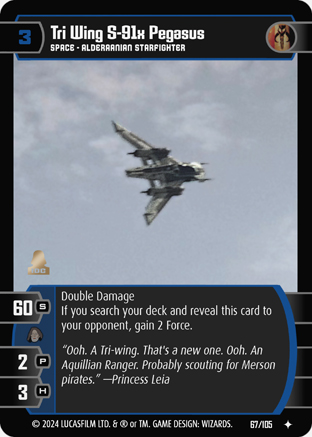 3
Tri Wing S-91x Pegasus
SPACE • ALDERAANIAN STARFIGHTER
60 S
Double Damage
If you search your deck and reveal this card to
your opponent, gain 2 Force.
2 P
“Ooh. A Tri-wing. That's a new one. Ooh. An
Aquillian Ranger. Probably scouting for Merson
pirates.” —Princess Leia
3 H
© 2024 LUCASFILM LTD. & ® or TM. GAME DESIGN: WIZARDS. 67/105